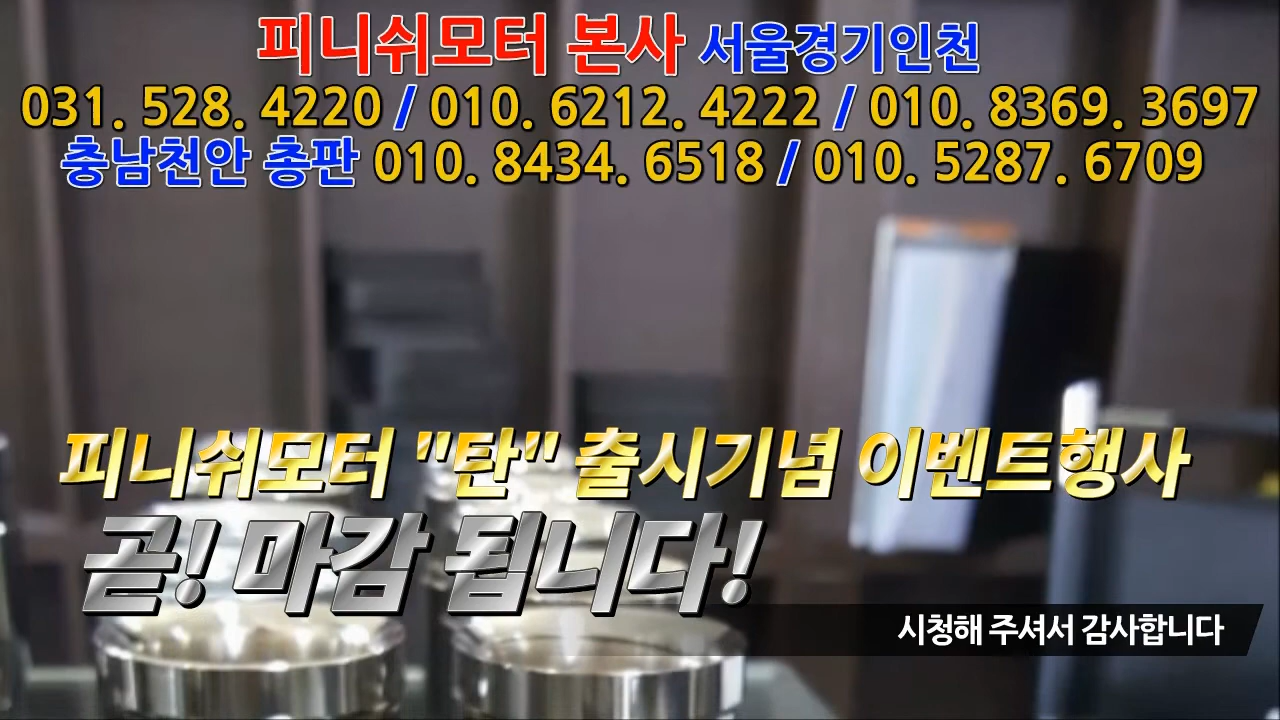 피니쉬모터 본사 서울경기인천
031. 528. 4220 / 010. 6212. 4222 / 010. 8369. 3697
충남천안 총판 010. 8434. 6518 / 010. 5287. 6709
피니쉬모터 "탄" 출시기념 이벤트행사
곧! 마감 됩니다!
시청해 주셔서 감사합니다